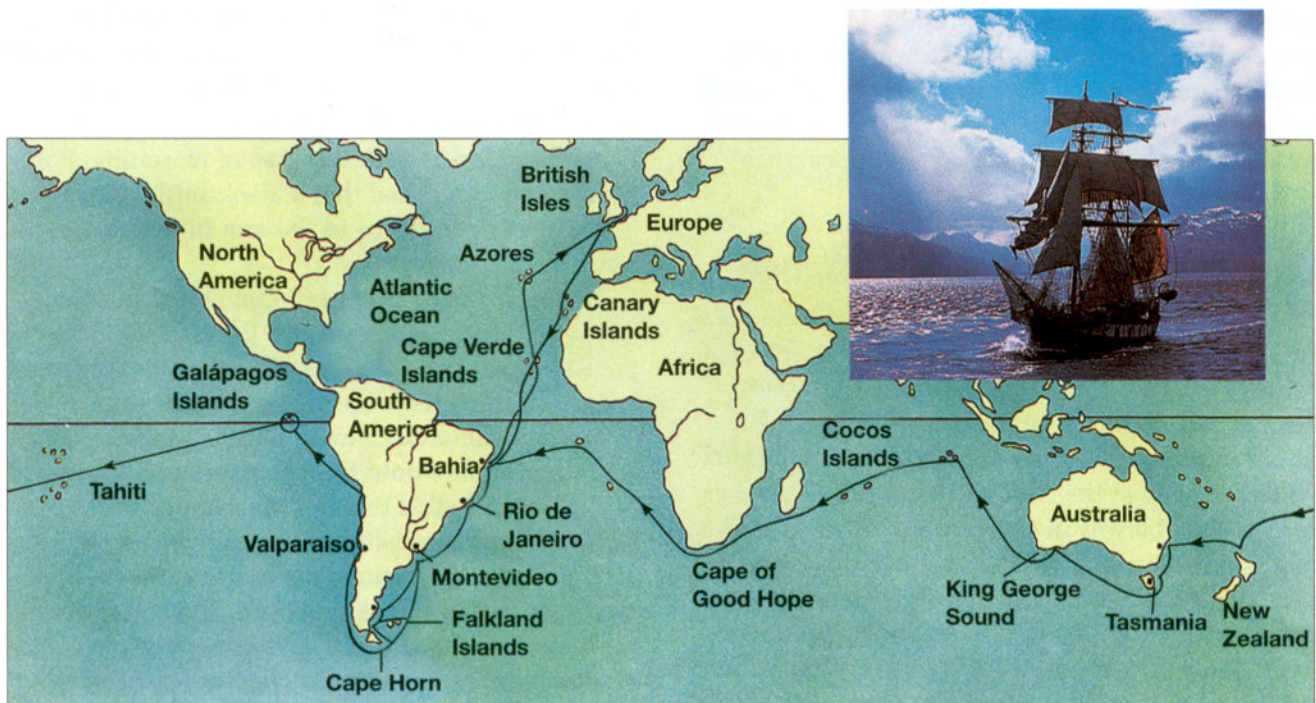 British
Isles
Europe
North
America
Azores
Atlantic
Ocean
Canary
Islands
Cape Verde
Islands
Africa
Galápagos
Islands
South
America
Cocos
Islands
Bahia
Tahiti
Rio de
Janeiro
Australia
Valparaiso
Montevideo
Cape of
Good Hope
King George
Sound
Tasmania
New
Zealand
Falkland
Islands
Cape Horn